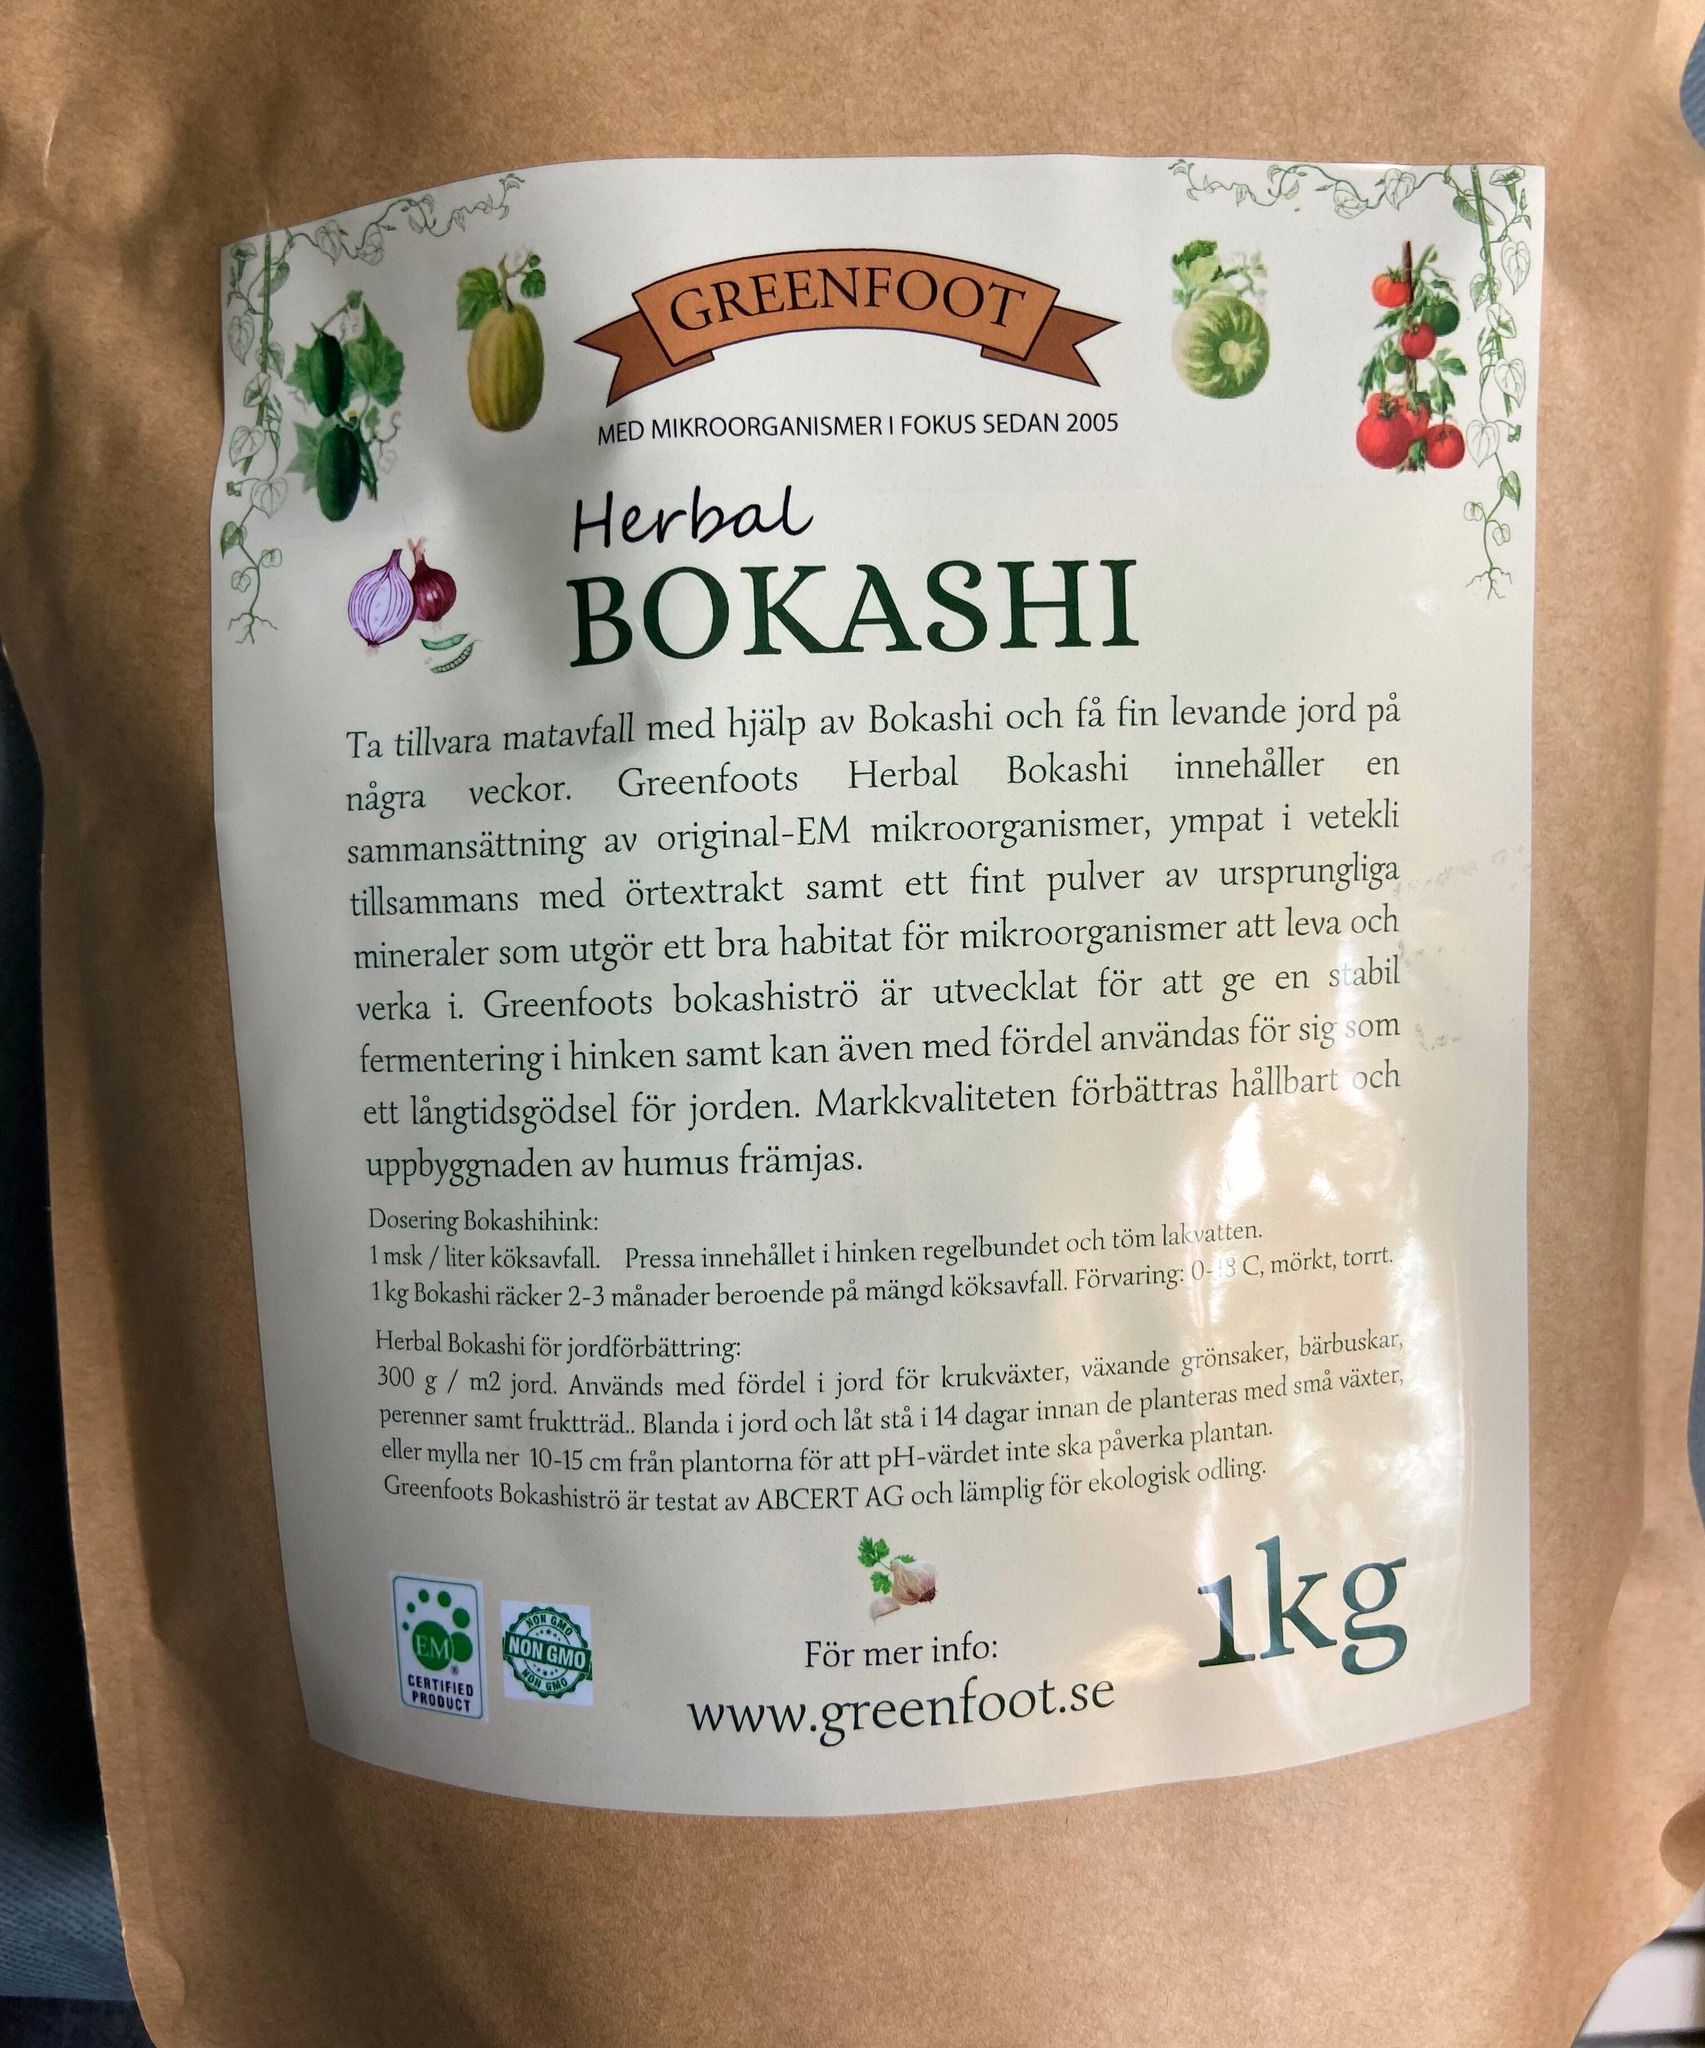 GREENFOOT
MED MIKROORGANISMER I FOKUS SEDAN 2005
Herbal
BOKASHI
Ta tillvara matavfall med hjälp av Bokashi och få fin levande jord på
några veckor. Greenfoots Herbal Bokashi innehåller en
sammansättning av original-EM mikroorganismer, ympat i vetekli
tillsammans med örtextrakt samt ett fint pulver av ursprungliga
mineraler som utgör ett bra habitat för mikroorganismer att leva och
verka i. Greenfoots bokashiströ är utvecklat för att ge en stabil
fermentering i hinken samt kan även med fördel användas för sig som
ett långtidsgödsel för jorden. Markkvaliteten förbättras hållbart och
uppbyggnaden av humus främjas.
Dosering Bokashihink:
1 msk / liter köksavfall. Pressa innehållet i hinken regelbundet och töm lakvatten.
1 kg Bokashi räcker 2-3 månader beroende på mängd köksavfall. Förvaring: C, mörkt, torrt.
Herbal Bokashi för jordförbättring:
300 g / m2 jord. Används med fördel i jord för krukväxter, växande grönsaker, bärbuskar,
perenner samt fruktträd.. Blanda i jord och låt stå i 14 dagar innan de planteras med små växter,
eller mylla ner 10-15 cm från plantorna för att pH-värdet inte ska påverka plantan.
Greenfoots Bokashiströ är testat av ABCERT AG och lämplig för ekologisk odling.
EM®
CERTIFIED
PRODUCT
NON GMO
NON GMO
NON GMO
För mer info:
www.greenfoot.se
1kg